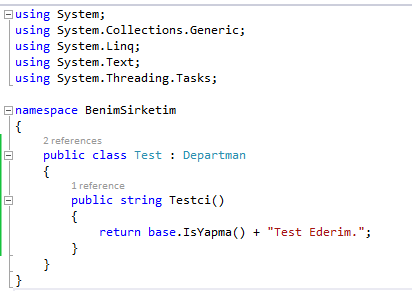 using System;
using System.Collections.Generic;
using System.Linq;
using System.Text;
using System.Threading.Tasks;
namespace BenimSirketim
{
2 references
public class Test : Departman
{
1 reference
public string Testci()
{
return base.IsYapma() + "Test Ederim.";
}
}
}